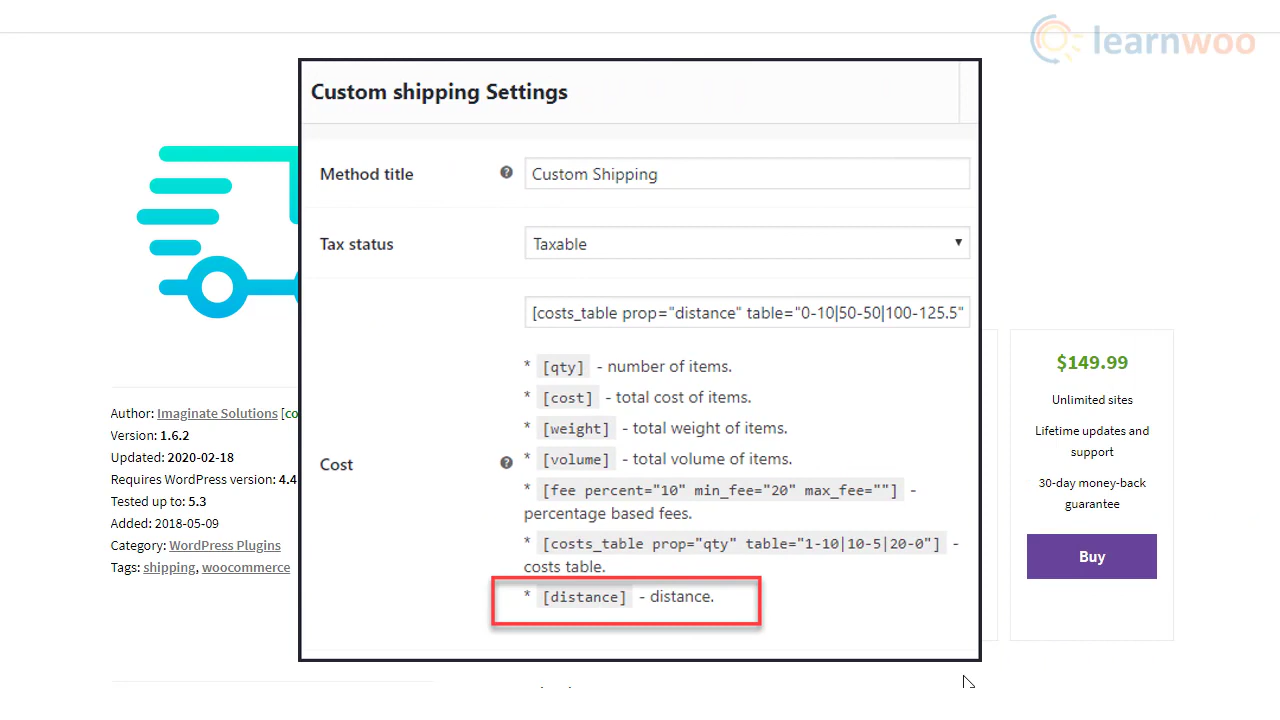 learnwoo
Custom shipping Settings
Method title
Custom Shipping
Tax status
Taxable
[costs_table prop="distance" table="0-10|50-50|100-125.5"
* [qty] - number of items.
* [cost] - total cost of items.
* [weight] - total weight of items.
* [volume] - total volume of items.
Cost
* [fee percent="10" min_fee="20" max_fee=""] -
percentage based fees.
* [costs_table prop="qty" table="1-10|10-5|20-0"] -
costs table.
* [distance] - distance.
Author: Imaginate Solutions [co
Version: 1.6.2
Updated: 2020-02-18
Requires WordPress version: 4.4
Tested up to: 5.3
Added: 2018-05-09
Category: WordPress Plugins
Tags: shipping, woocommerce
$149.99
Unlimited sites
Lifetime updates and
support
30-day money-back
guarantee
Buy